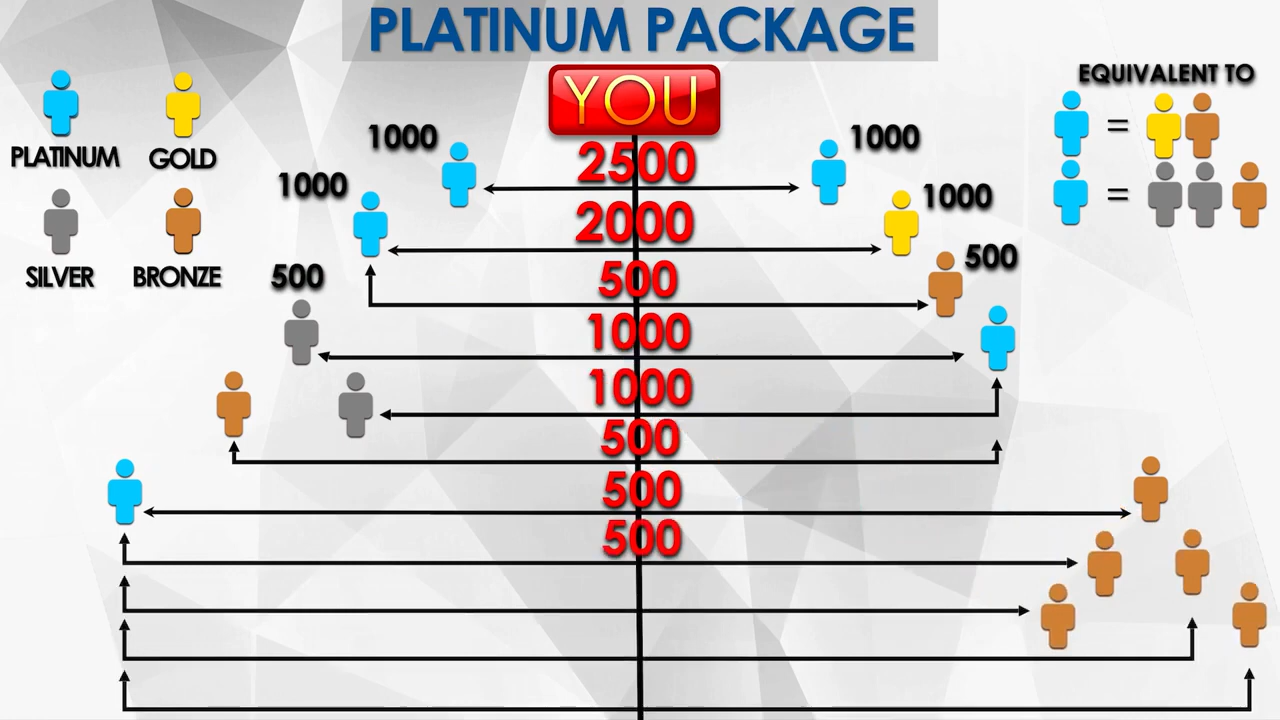 PLATINUM PACKAGE
YOU
EQUIVALENT TO
PLATINUM GOLD
SILVER BRONZE
= 
=
1000 1000
2500
1000 1000
2000
500 500
500
1000
1000
500
500
500